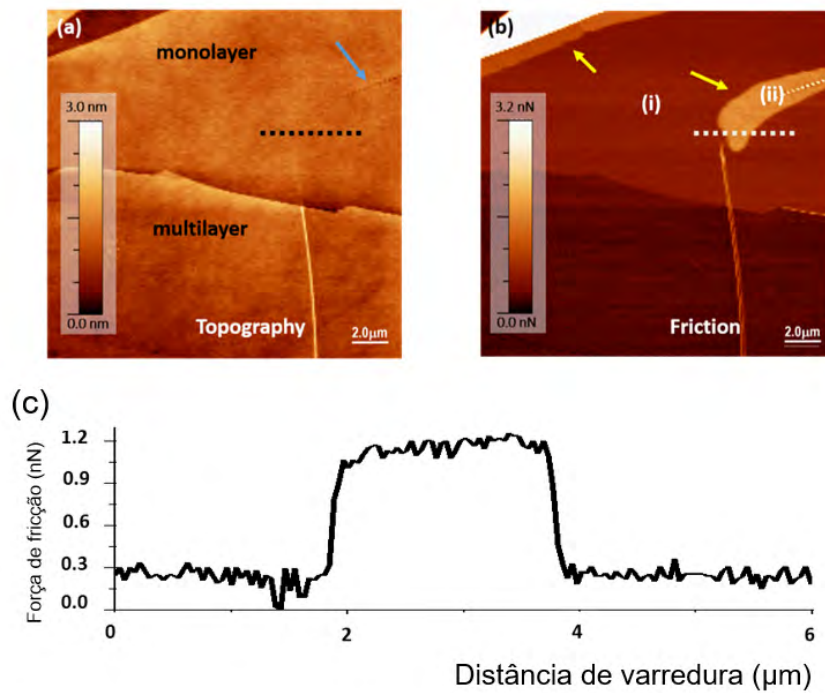 (a)
monolayer
3.0 nm
multilayer
0.0 nm
Topography
2.0µm
(b)
(i)
(ii)
3.2 nN
0.0 nN
Friction
2.0µm
(c)
Força de fricção (nN)
1.2
0.9
0.6
0.3
0.0
0
2
4
6
Distância de varredura (µm)